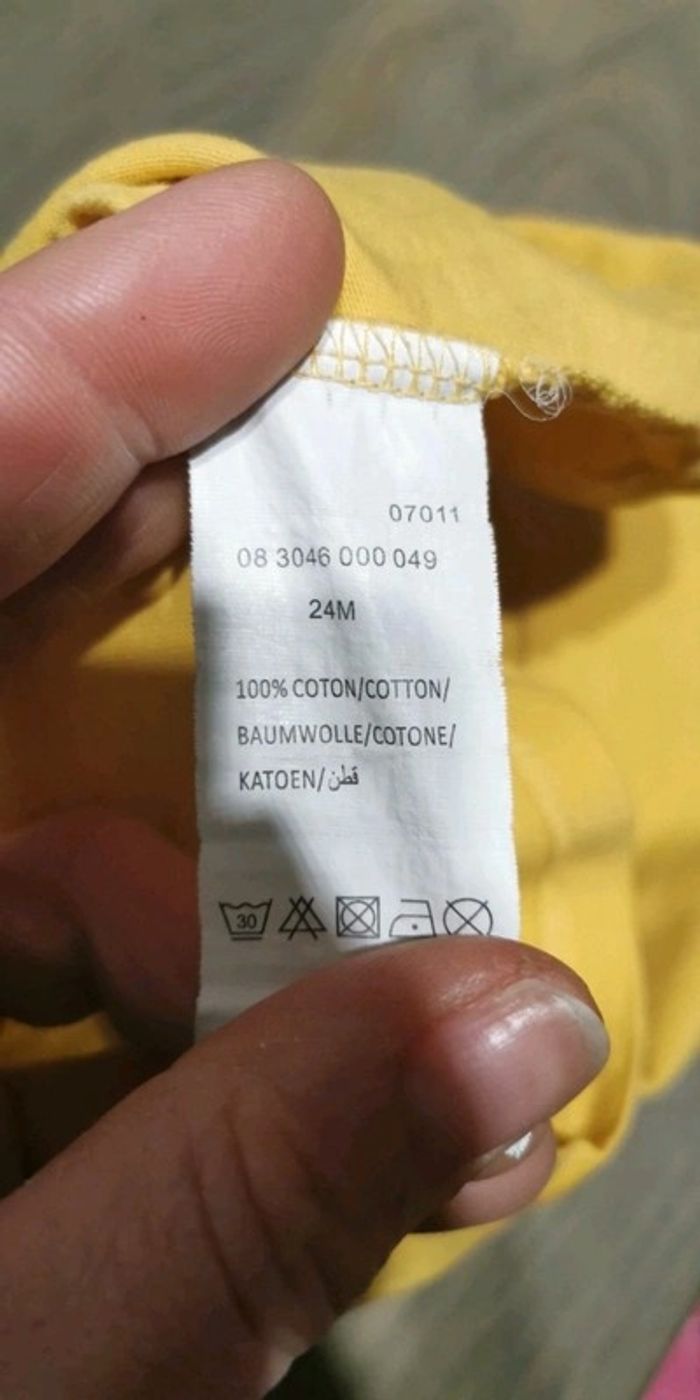 07011
08 3046 000 049
24M
100% COTON/COTTON/
BAUMWOLLE/COTONE/
KATOEN/قطن
30